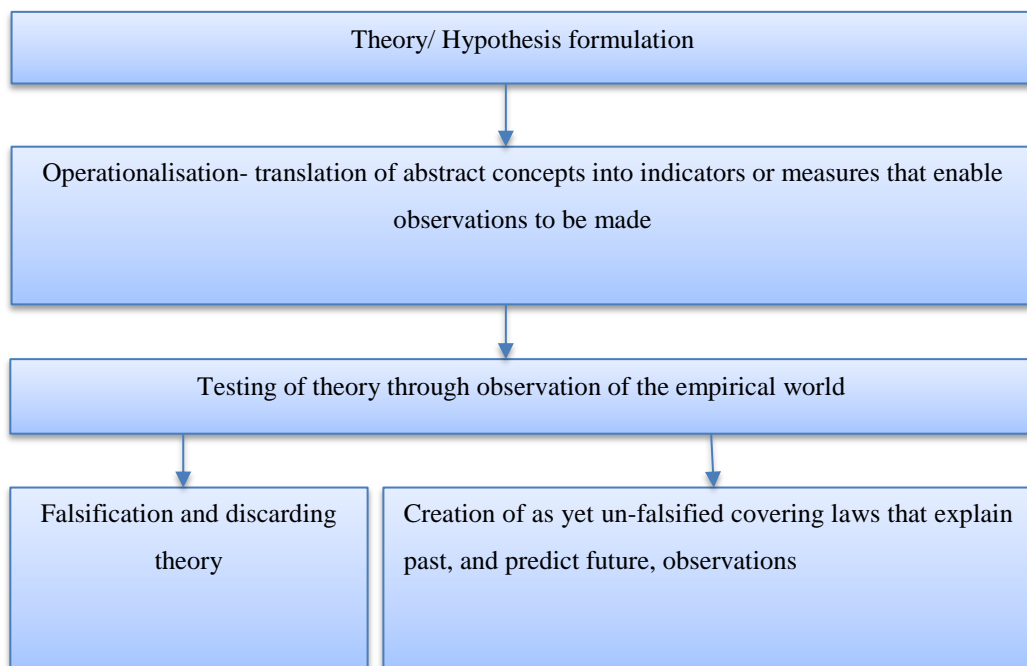 Theory/ Hypothesis formulation
Operationalisation- translation of abstract concepts into indicators or measures that enable
observations to be made
Testing of theory through observation of the empirical world
Falsification and discarding
theory
Creation of as yet un-falsified covering laws that explain
past, and predict future, observations